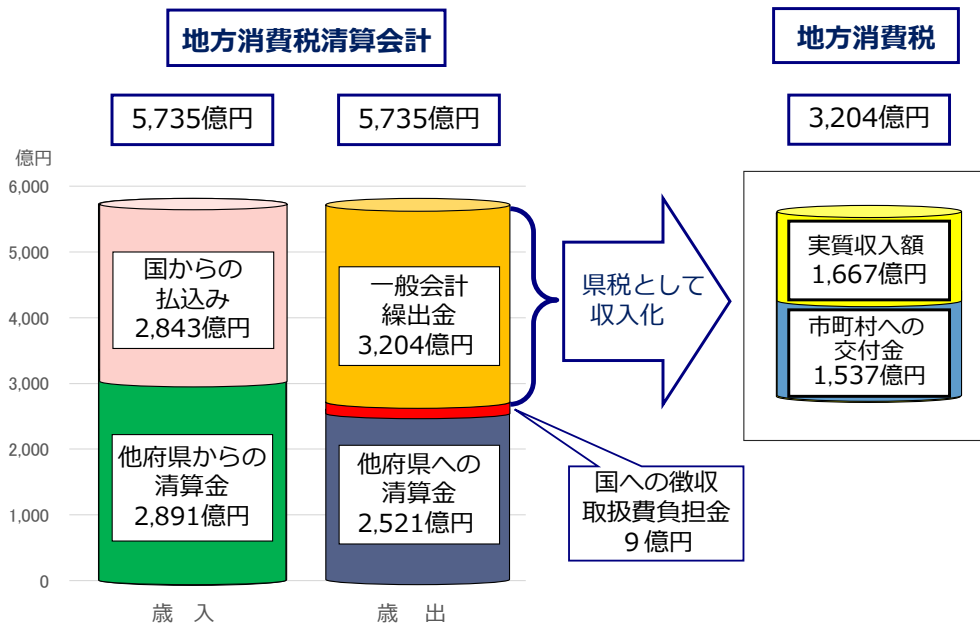 地方消費税清算会計
地方消費税
5,735億円
5,735億円
3,204億円
億円
6,000
5,000
4,000
3,000
2,000
1,000
0
国からの
払込み
2,843億円
他府県からの
清算金
2,891億円
一般会計
繰出金
3,204億円
他府県への
清算金
2,521億円
県税として
収入化
国への徴収
取扱費負担金
９億円
実質収入額
1,667億円
市町村への
交付金
1,537億円
歳 入
歳 出